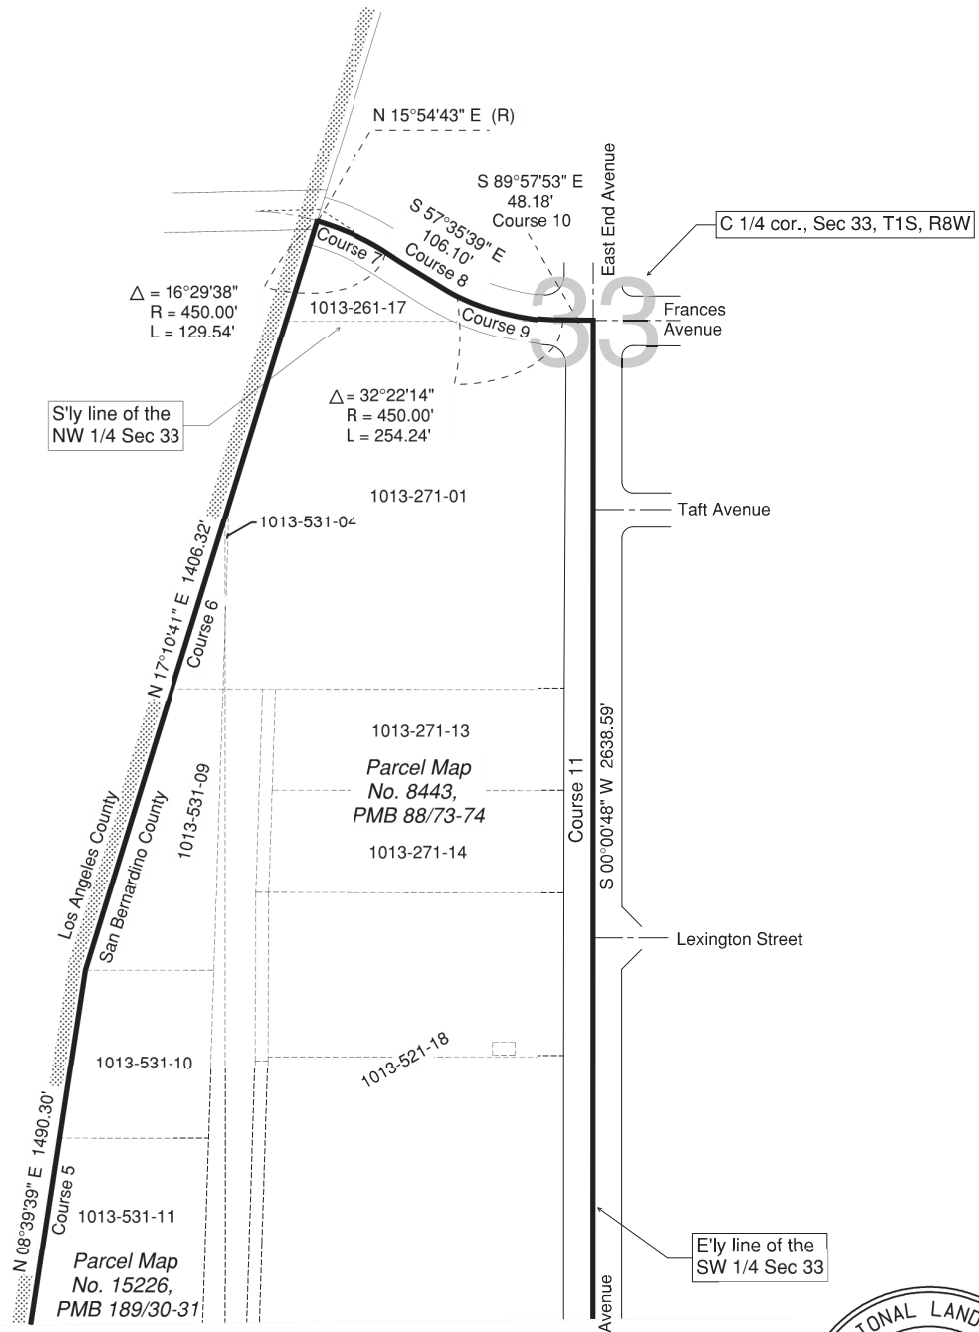 N 15°54'43" E (R)
S 89°57'53" E
48.18'
Course 10
East End Avenue
S 57°35'39" E
106.10'
Course 8
C 1/4 cor., Sec 33, T1S, R8W
Course 7
Δ = 16°29'38"
R = 450.00'
L = 129.54'
1013-261-17
Course 9
33
Frances
Avenue
Δ = 32°22'14"
R = 450.00'
L = 254.24'
S'ly line of the
NW 1/4 Sec 33
1013-271-01
Taft Avenue
1013-531-04
N 17°10'41" E 1406.32'
Course 6
1013-271-13
Parcel Map
No. 8443,
PMB 88/73-74
1013-271-14
Course 11
S 00°00'48" W 2638.59'
1013-531-09
Los Angeles County
San Bernardino County
Lexington Street
1013-531-10
1013-521-18
N 08°39'39" E 1490.30'
Course 5
1013-531-11
Parcel Map
No. 15226,
PMB 189/30-31
E'ly line of the
SW 1/4 Sec 33
Avenue
IONAL LAND